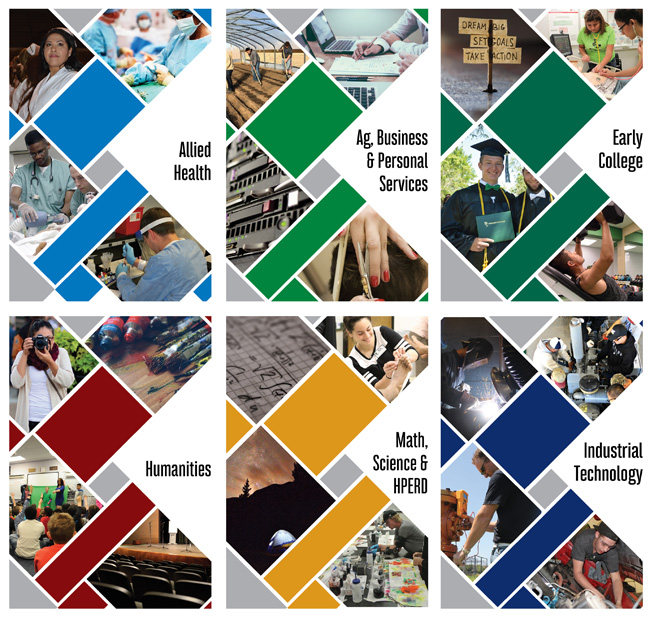 DREAM BIG
SET GOALS
TAKE ACTION
Allied
Health
Ag, Business
& Personal
Services
Early
College
Humanities
Math,
Science &
HPERD
Industrial
Technology